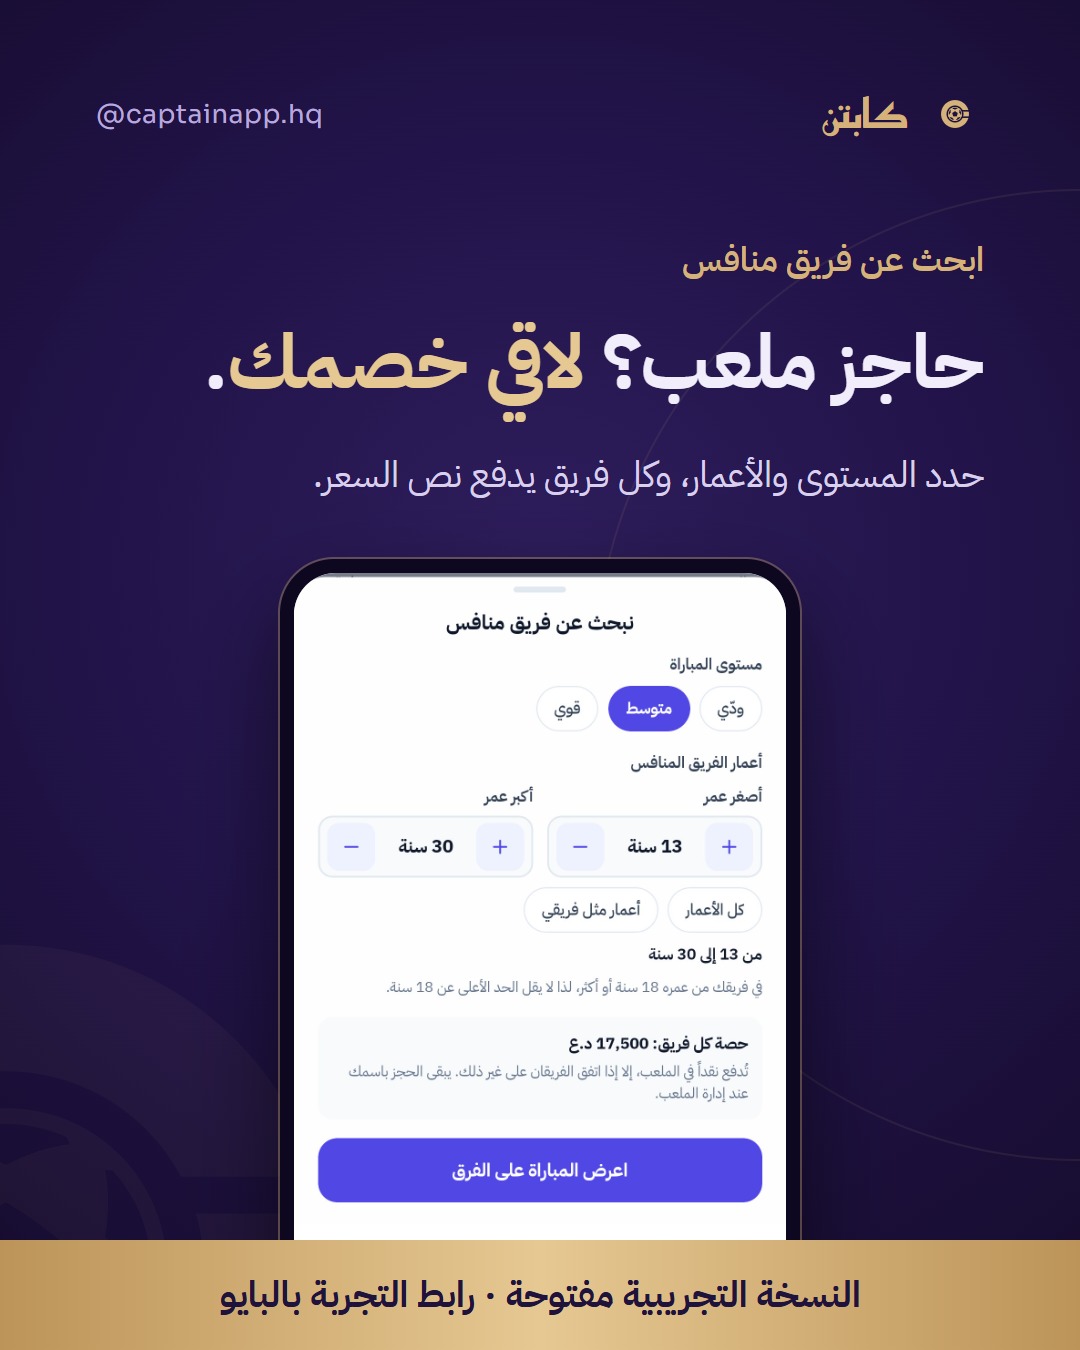 كابتن
@captainapp.hq
ابحث عن فريق منافس
حاجز ملعب؟ لاقي خصمك.
حدد المستوى والأعمار، وكل فريق يدفع نص السعر.
نبحث عن فريق منافس
مستوى المباراة
ودّي متوسط قوي
أعمار الفريق المنافس
أصغر عمر أكبر عمر
+ 13 سنة − + 30 سنة −
كل الأعمار أعمار مثل فريقي
من 13 إلى 30 سنة
في فريقك من عمره 18 سنة أو أكثر، لذا لا يقل الحد الأعلى عن 18 سنة.
حصة كل فريق: 17,500 د.ع
تُدفع نقداً في الملعب، إلا إذا اتفق الفريقان على غير ذلك. يبقى الحجز باسمك
عند إدارة الملعب.
اعرض المباراة على الفرق
النسخة التجريبية مفتوحة · رابط التجربة بالبايو